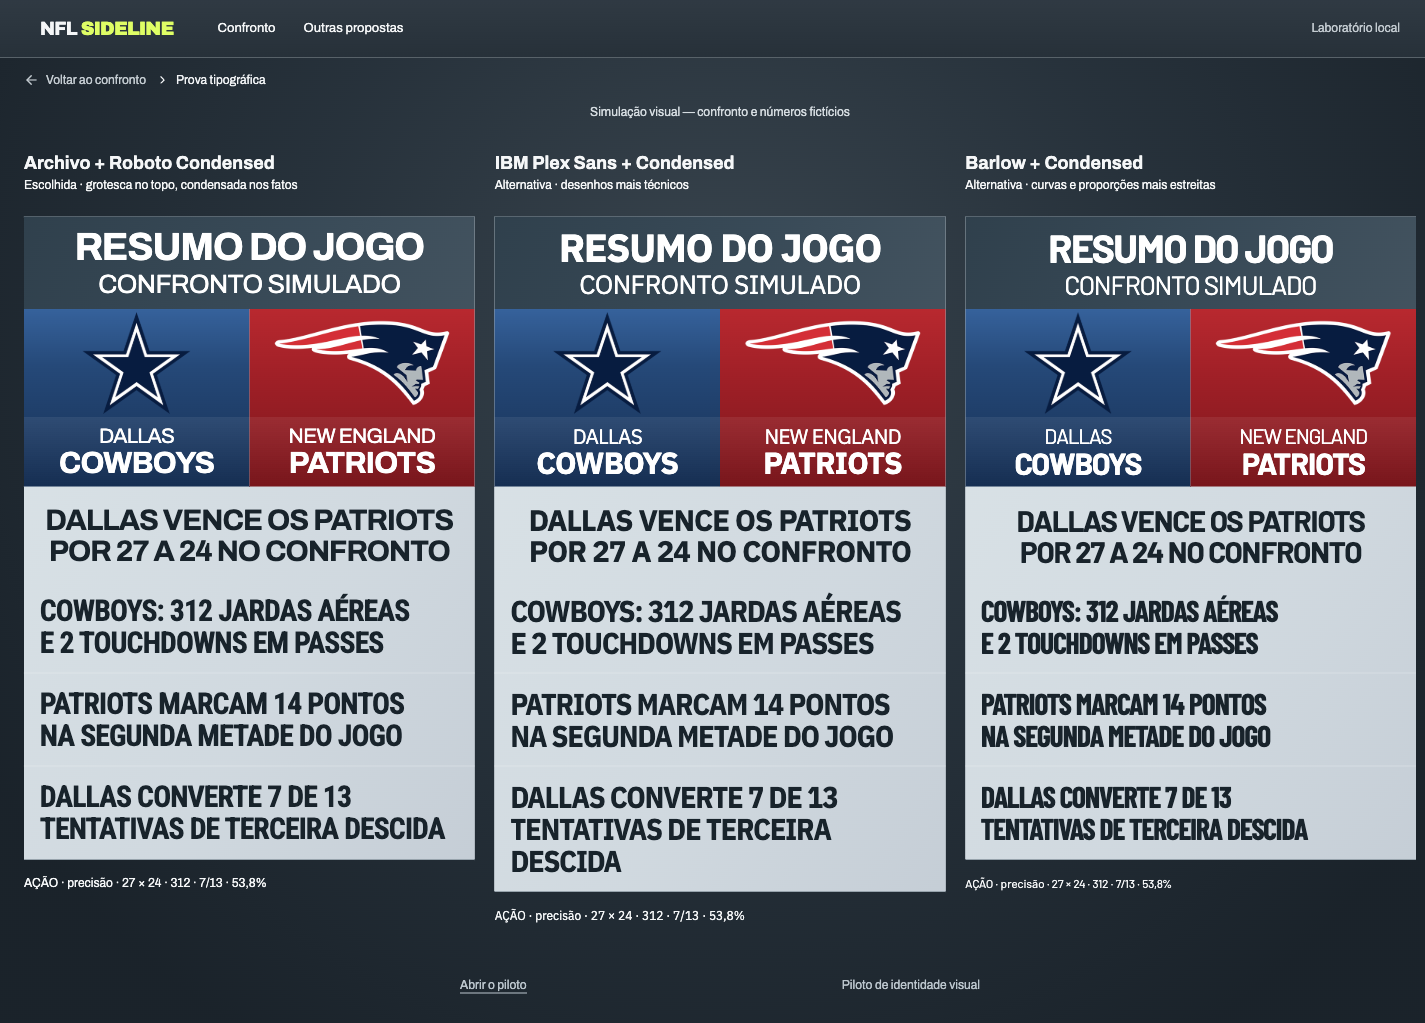 NFL SIDELINE
Confronto
Outras propostas
Laboratório local
Voltar ao confronto
Prova tipográfica
Simulação visual — confronto e números fictícios
Archivo + Roboto Condensed
Escolhida · grotesca no topo, condensada nos fatos
RESUMO DO JOGO
CONFRONTO SIMULADO
DALLAS
COWBOYS
NEW ENGLAND
PATRIOTS
DALLAS VENCE OS PATRIOTS
POR 27 A 24 NO CONFRONTO
COWBOYS: 312 JARDAS AÉREAS
E 2 TOUCHDOWNS EM PASSES
PATRIOTS MARCAM 14 PONTOS
NA SEGUNDA METADE DO JOGO
DALLAS CONVERTE 7 DE 13
TENTATIVAS DE TERCEIRA DESCIDA
AÇÃO · precisão · 27 × 24 · 312 · 7/13 · 53,8%
IBM Plex Sans + Condensed
Alternativa · desenhos mais técnicos
RESUMO DO JOGO
CONFRONTO SIMULADO
DALLAS
COWBOYS
NEW ENGLAND
PATRIOTS
DALLAS VENCE OS PATRIOTS
POR 27 A 24 NO CONFRONTO
COWBOYS: 312 JARDAS AÉREAS
E 2 TOUCHDOWNS EM PASSES
PATRIOTS MARCAM 14 PONTOS
NA SEGUNDA METADE DO JOGO
DALLAS CONVERTE 7 DE 13
TENTATIVAS DE TERCEIRA
DESCIDA
AÇÃO · precisão · 27 × 24 · 312 · 7/13 · 53,8%
Barlow + Condensed
Alternativa · curvas e proporções mais estreitas
RESUMO DO JOGO
CONFRONTO SIMULADO
DALLAS
COWBOYS
NEW ENGLAND
PATRIOTS
DALLAS VENCE OS PATRIOTS
POR 27 A 24 NO CONFRONTO
COWBOYS: 312 JARDAS AÉREAS
E 2 TOUCHDOWNS EM PASSES
PATRIOTS MARCAM 14 PONTOS
NA SEGUNDA METADE DO JOGO
DALLAS CONVERTE 7 DE 13
TENTATIVAS DE TERCEIRA DESCIDA
AÇÃO · precisão · 27 × 24 · 312 · 7/13 · 53,8%
Abrir o piloto
Piloto de identidade visual